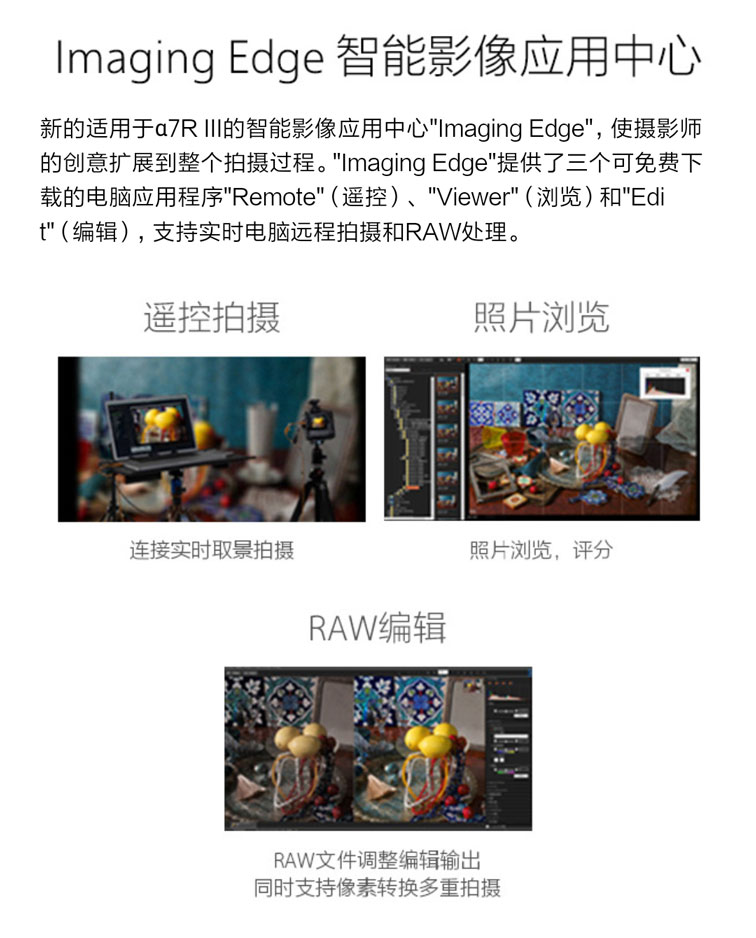 Imaging Edge 智能影像应用中心
新的适用于α7R III的智能影像应用中心"Imaging Edge"，使摄影师
的创意扩展到整个拍摄过程。"Imaging Edge"提供了三个可免费下
载的电脑应用程序"Remote"（遥控）、"Viewer"（浏览）和"Edi
t"（编辑），支持实时电脑远程拍摄和RAW处理。
遥控拍摄
照片浏览
连接实时取景拍摄
照片浏览，评分
RAW编辑
RAW文件调整编辑输出
同时支持像素转换多重拍摄